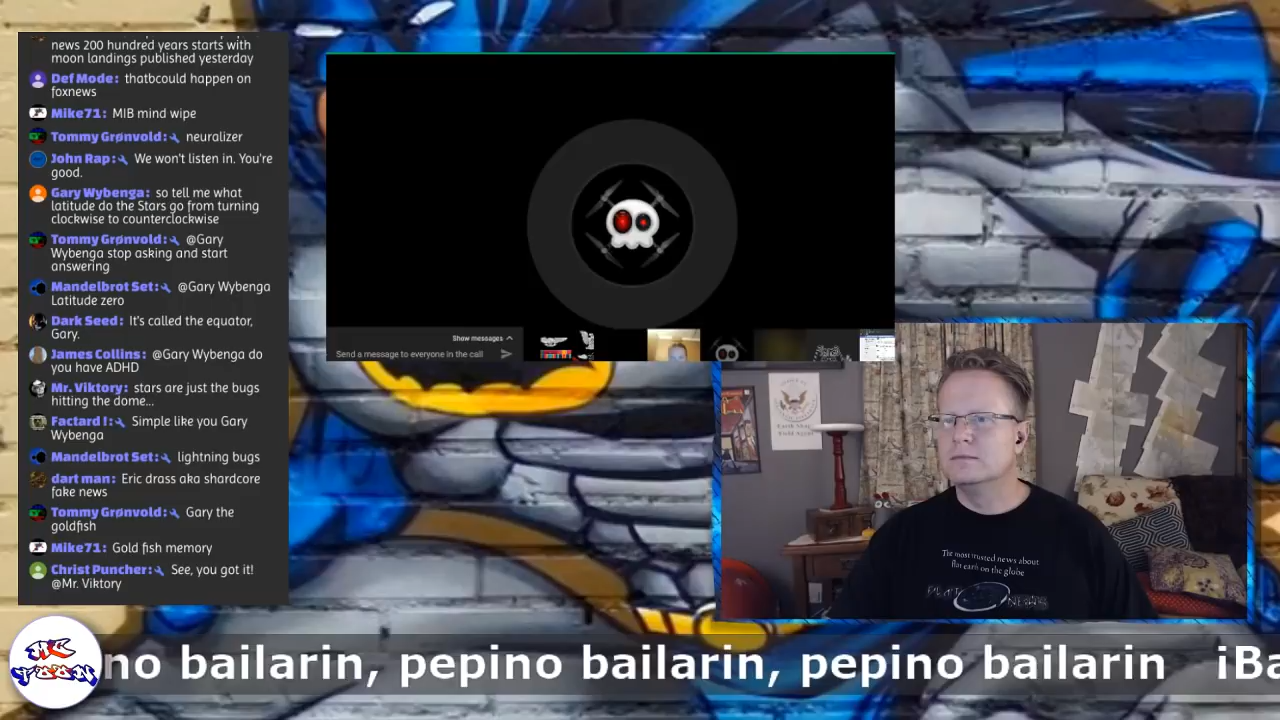 news 200 hundred years starts with
moon landings published yesterday
Def Mode: thatbcould happen on
foxnews
Mike71: MIB mind wipe
Tommy Grønvold: neuralizer
John Rap: We won't listen in. You're
good.
Gary Wybenga: so tell me what
latitude do the Stars go from turning
clockwise to counterclockwise
Tommy Grønvold: @Gary
Wybenga stop asking and start
answering
Mandelbrot Set: @Gary Wybenga
Latitude zero
Dark Seed: It's called the equator,
Gary.
James Collins: @Gary Wybenga do
you have ADHD
Mr. Viktory: stars are just the bugs
hitting the dome...
Factard !: Simple like you Gary
Wybenga
Mandelbrot Set: lightning bugs
dart man: Eric drass aka shardcore
fake news
Tommy Grønvold: Gary the
goldfish
Mike71: Gold fish memory
Christ Puncher: See, you got it!
@Mr. Viktory
Show messages
Send a message to everyone in the call
The most trusted news about
flat earth on the globe
NEWS
MC
TOON
no bailarin, pepino bailarin, pepino bailarin ¡Ba